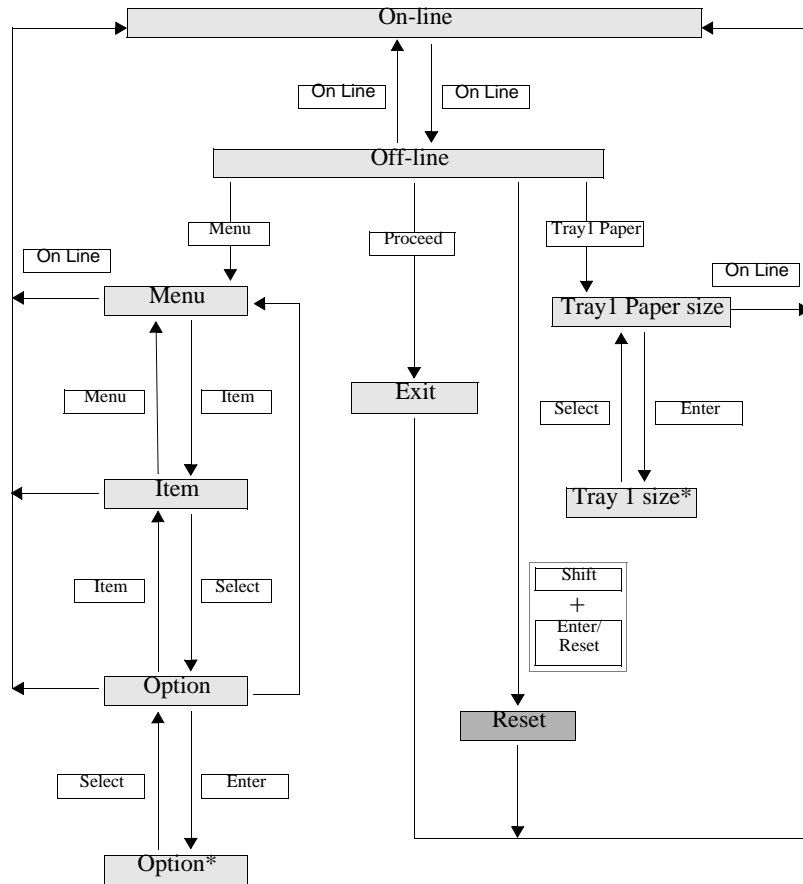 On-line
On Line
On Line
Off-line
Menu
Proceed
Tray1 Paper
On Line
On Line
Menu
Tray1 Paper size
Exit
Menu
Item
Select
Enter
Item
Tray 1 size*
Item
Select
Shift
+
Enter/
Reset
Option
Reset
Select
Enter
Option*